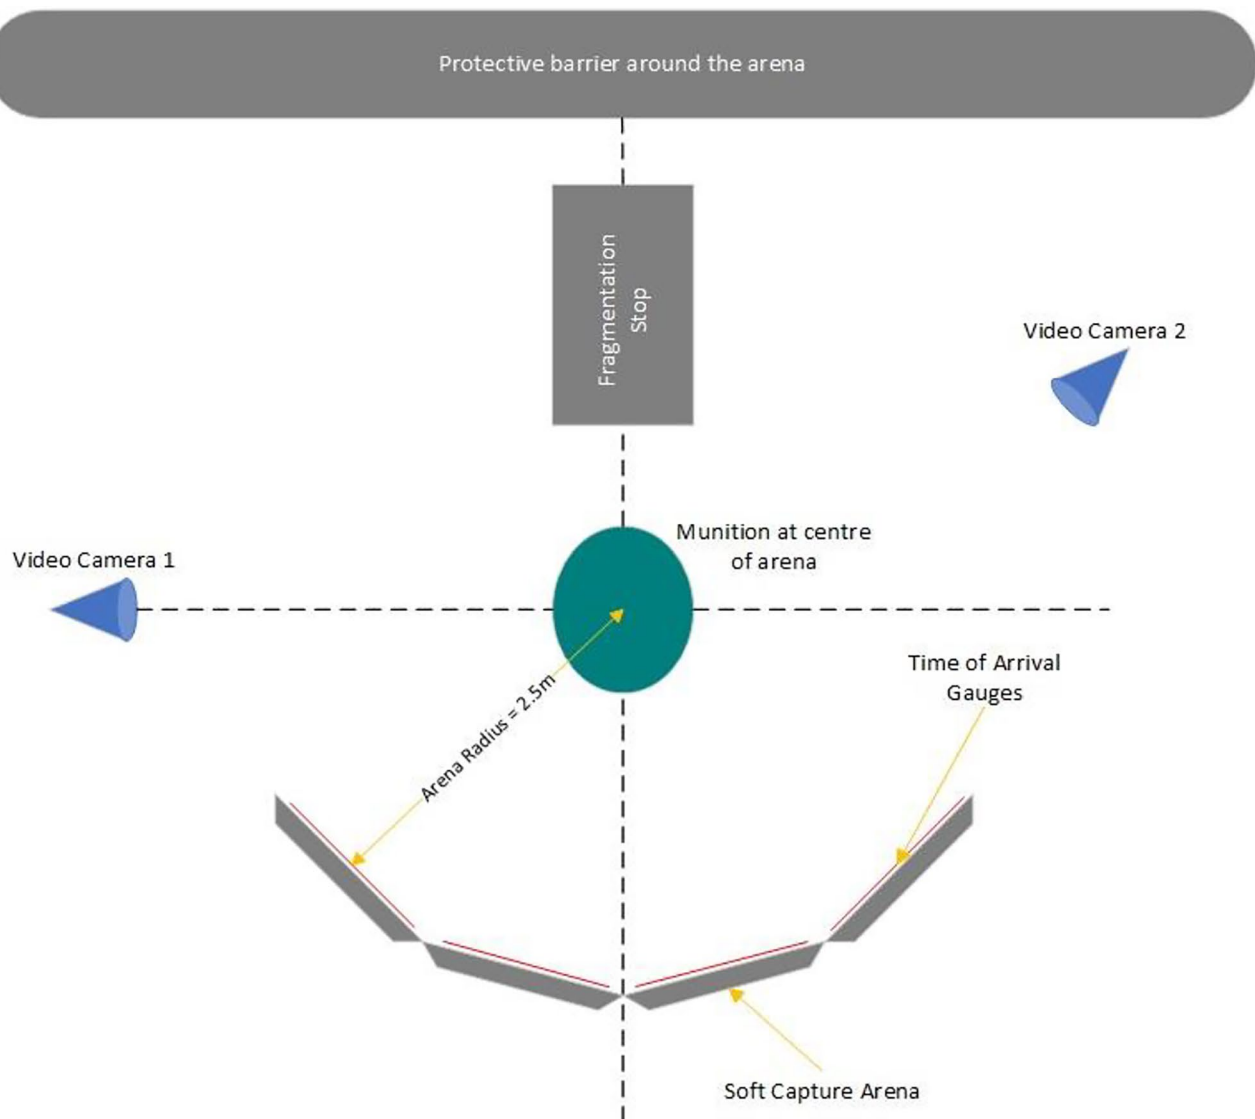 Protective barrier around the arena
Fragmentation
Stop
Video Camera 2
Munition at centre
of arena
Video Camera 1
Time of Arrival
Gauges
Arena Radius = 2.5m
Soft Capture Arena